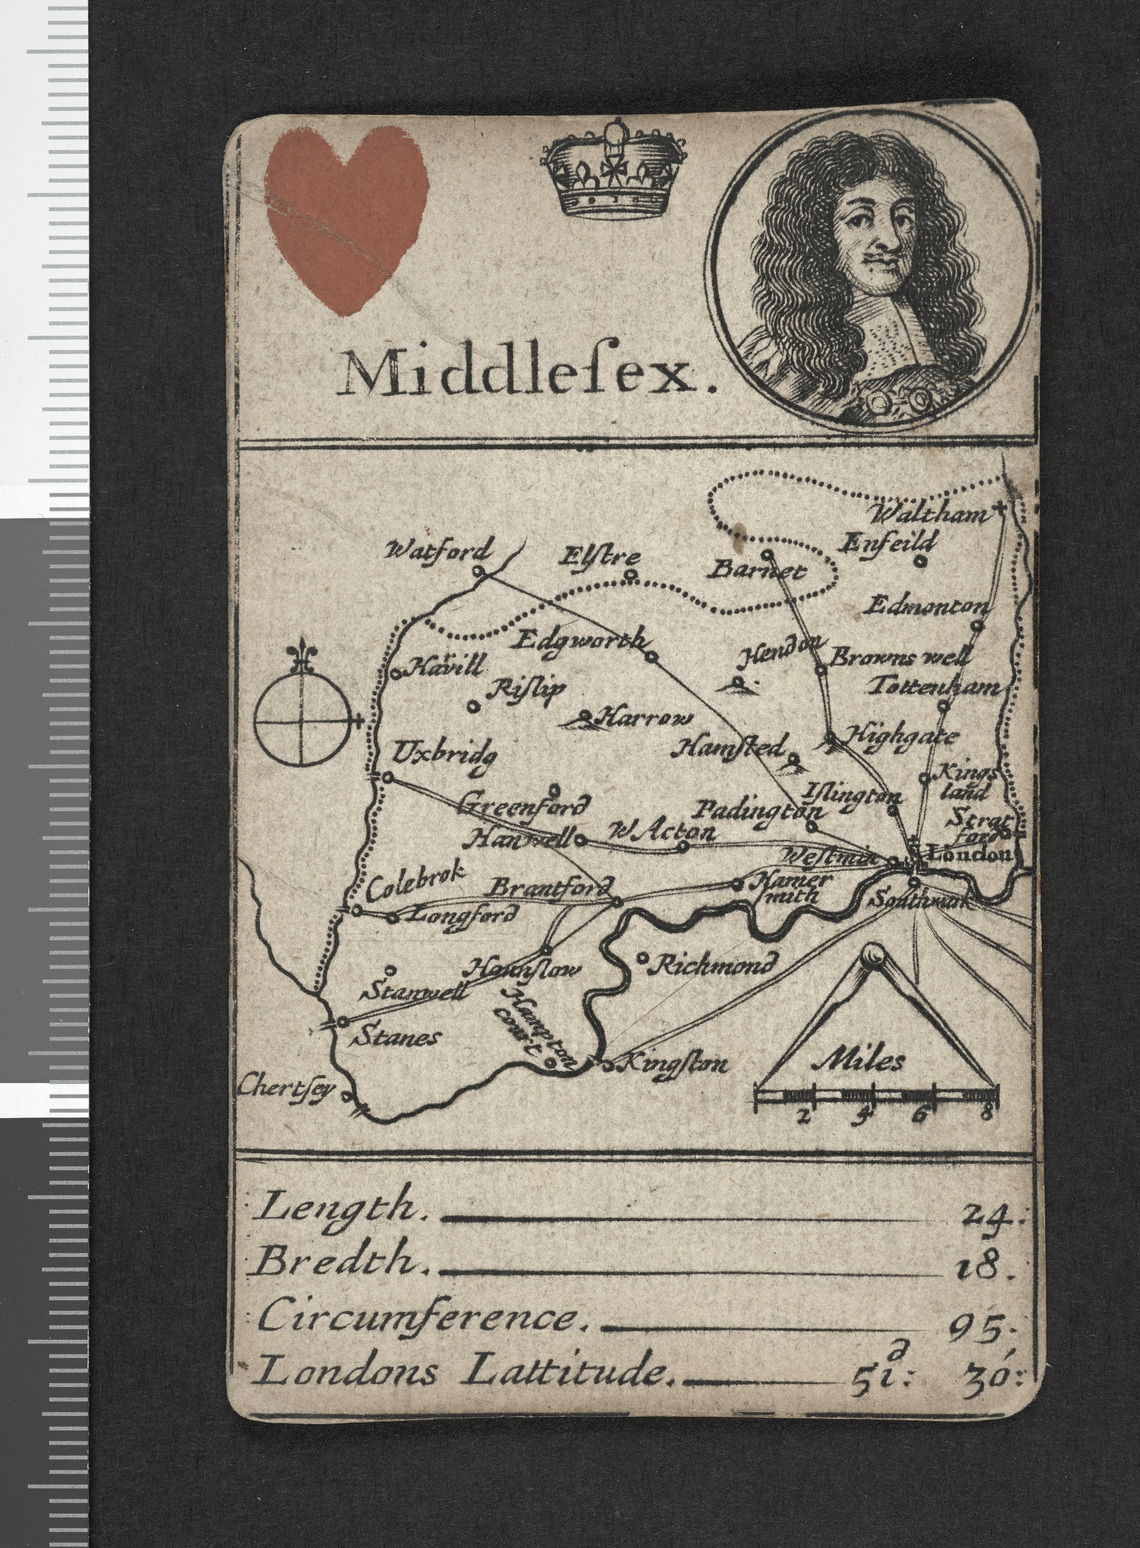 Middleſex.
Waltham
Enfeild
Watford
Elſtre
Barnet
Edmonton
Edgworth
Hendon
Browns well
Havill
Riſlip
Tottenham
Harrow
Highgate
Hamſted
Uxbridg
Kings
land
Iſlington
Greenford
Padington
Strat
ford
Hanwell
W Acton
Weſtmin
London
Colebrok
Brantford
Hamer
ſmith
Southwark
Longford
Hounſlow
Richmond
Stanwell
Hampton
court
Stanes
Kingſton
Miles
Chertſey
2 4 6 8
Length. 24:
Bredth. 18.
Circumference. 95.
Londons Lattitude. 51:d 30':